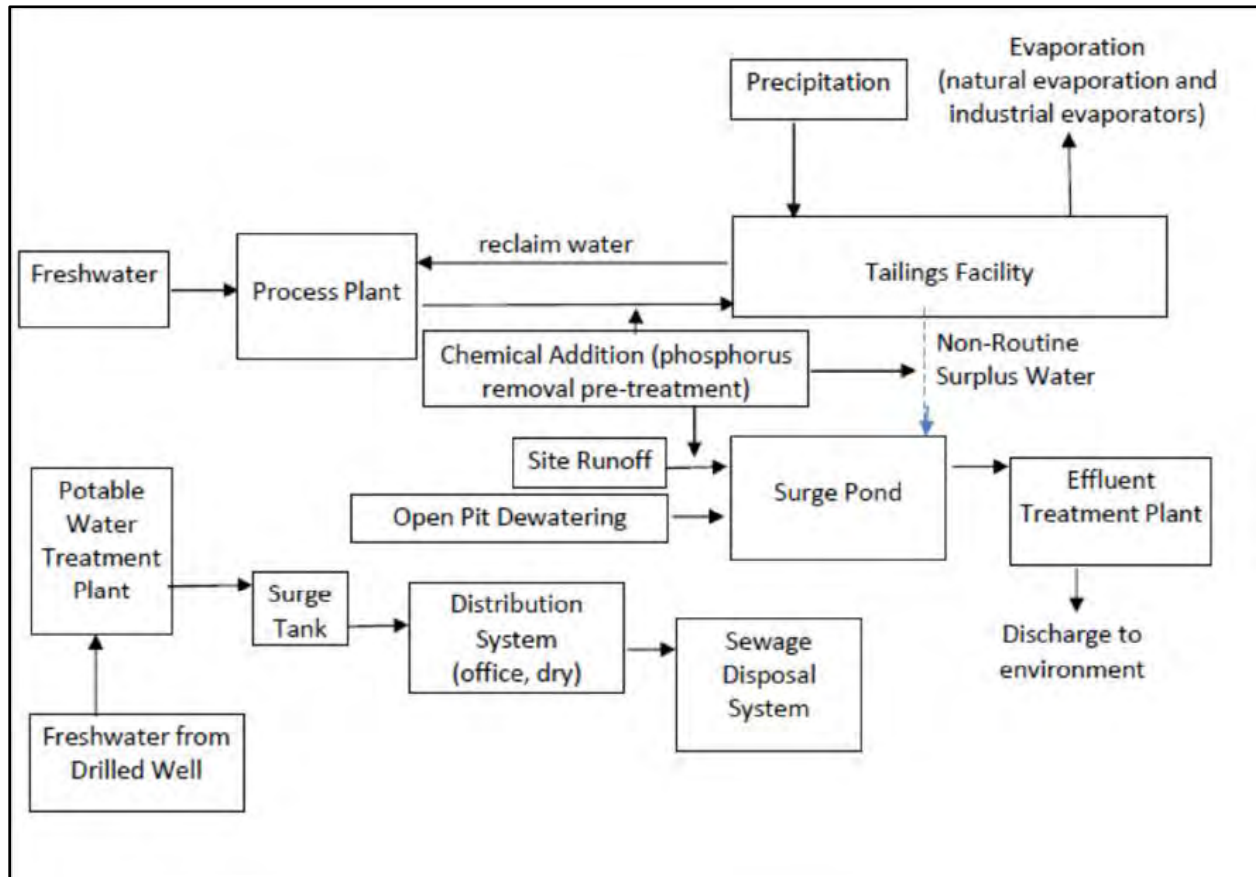 Precipitation
Evaporation
(natural evaporation and
industrial evaporators)
Freshwater
Process Plant
reclaim water
Tailings Facility
Chemical Addition (phosphorus
removal pre-treatment)
Non-Routine
Surplus Water
Site Runoff
Open Pit Dewatering
Surge Pond
Effluent
Treatment Plant
Discharge to
environment
Potable
Water
Treatment
Plant
Surge
Tank
Distribution
System
(office, dry)
Sewage
Disposal
System
Freshwater from
Drilled Well